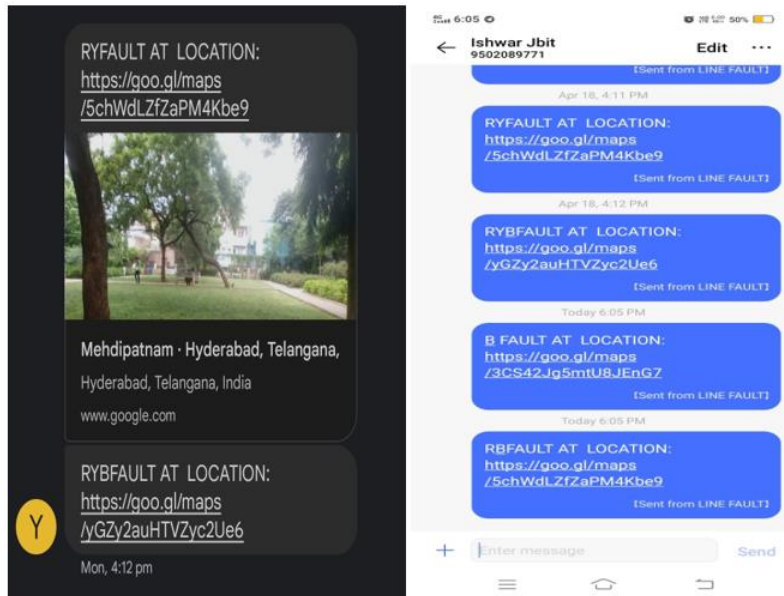 RYFAULT AT LOCATION:
https://goo.gl/maps
/5chWdLZfZaPM4Kbe9
Mehdipatnam · Hyderabad, Telangana,
Hyderabad, Telangana, India
www.google.com
RYBFAULT AT LOCATION:
https://goo.gl/maps
/yGZy2auHTVZyc2Ue6
Y
Mon, 4:12 pm
6:05
50%
Ishwar Jbit
9502089771
Edit
[Sent from LINE FAULT]
Apr 18, 4:11 PM
RYFAULT AT LOCATION:
https://goo.gl/maps
/5chWdLZfZaPM4Kbe9
[Sent from LINE FAULT]
Apr 18, 4:12 PM
RYBFAULT AT LOCATION:
https://goo.gl/maps
/yGZy2auHTVZyc2Ue6
[Sent from LINE FAULT]
Today 6:05 PM
B FAULT AT LOCATION:
https://goo.gl/maps
/3CS42Jg5mtU8JEnG7
[Sent from LINE FAULT]
Today 6:05 PM
RBFAULT AT LOCATION:
https://goo.gl/maps
/5chWdLZfZaPM4Kbe9
[Sent from LINE FAULT]
Enter message
Send